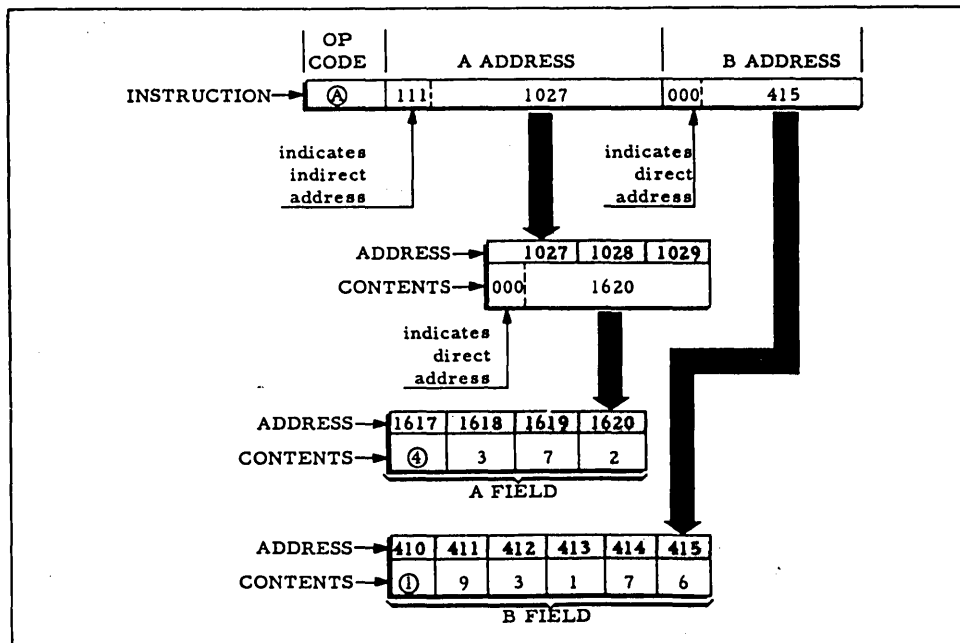 OP
CODE A ADDRESS B ADDRESS
INSTRUCTION Ⓐ 111 1027 000 415
indicates
indirect
address
indicates
direct
address
ADDRESS 1027 1028 1029
CONTENTS 000 1620
indicates
direct
address
ADDRESS 1617 1618 1619 1620
CONTENTS ④ 3 7 2
A FIELD
ADDRESS 410 411 412 413 414 415
CONTENTS ① 9 3 1 7 6
B FIELD